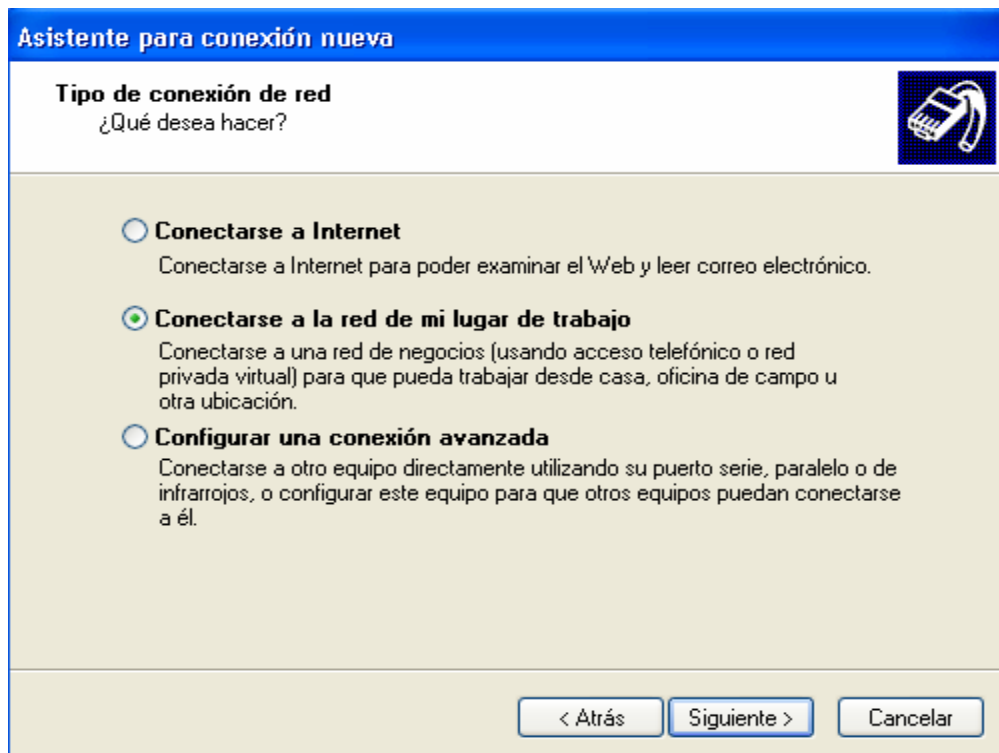 Asistente para conexión nueva
Tipo de conexión de red
¿Qué desea hacer?
Conectarse a Internet
Conectarse a Internet para poder examinar el Web y leer correo electrónico.
Conectarse a la red de mi lugar de trabajo
Conectarse a una red de negocios (usando acceso telefónico o red
privada virtual) para que pueda trabajar desde casa, oficina de campo u
otra ubicación.
Configurar una conexión avanzada
Conectarse a otro equipo directamente utilizando su puerto serie, paralelo o de
infrarrojos, o configurar este equipo para que otros equipos puedan conectarse
a él.
< Atrás Siguiente > Cancelar